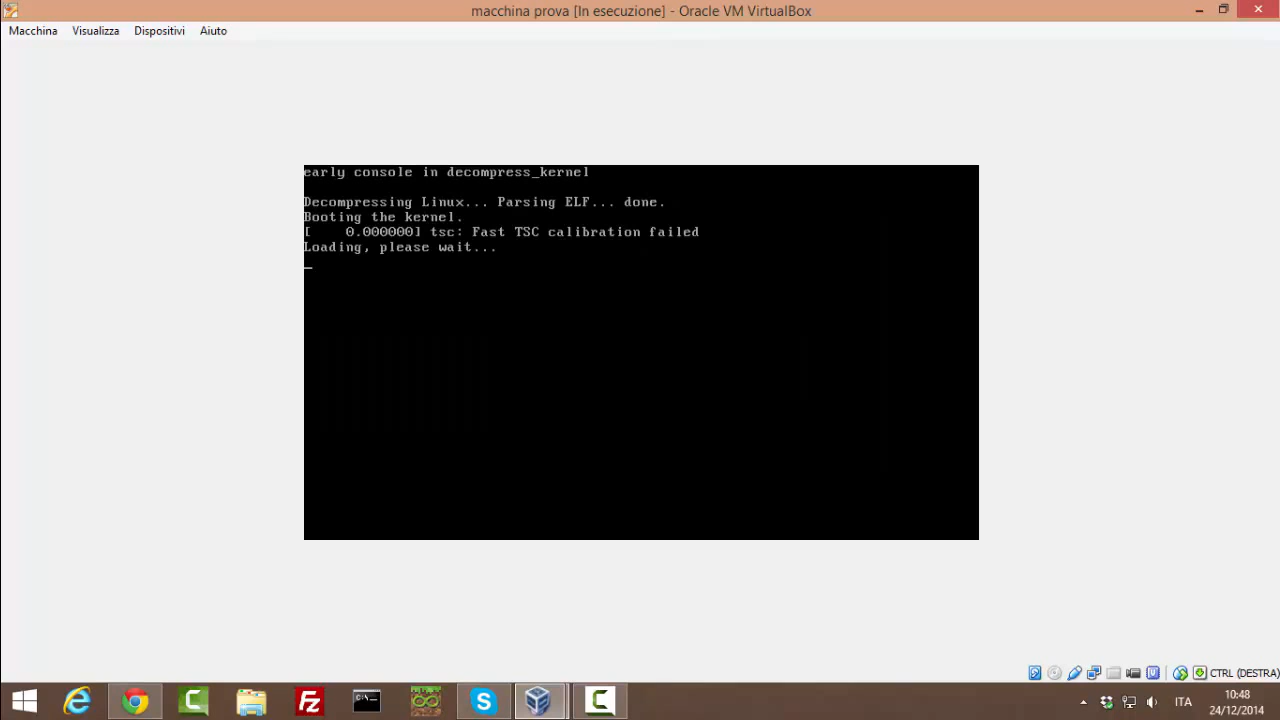 macchina prova [In esecuzione] - Oracle VM VirtualBox
Macchina Visualizza Dispositivi Aiuto
early console in decompress_kernel
Decompressing Linux... Parsing ELF... done.
Booting the kernel.
[    0.000000] tsc: Fast TSC calibration failed
Loading, please wait...
_
CTRL (DESTRA)
Fz
C:\_
ITA
10:48
24/12/2014